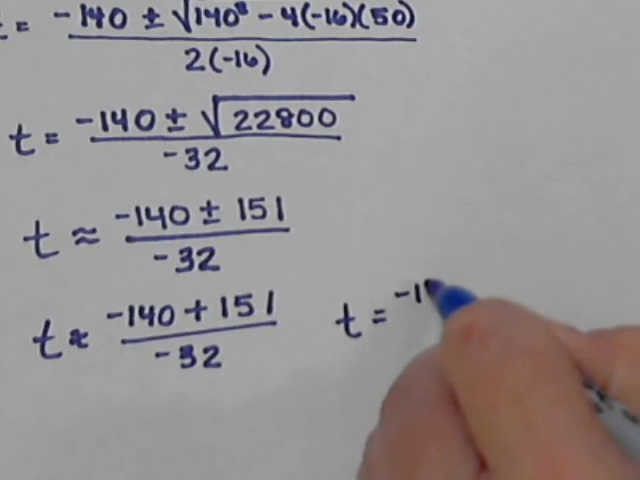 t = -140 ± √140² - 4(-16)(50) / 2(-16)
t = -140 ± √22800 / -32
t ≈ -140 ± 151 / -32
t ≈ -140 + 151 / -32 t = -1